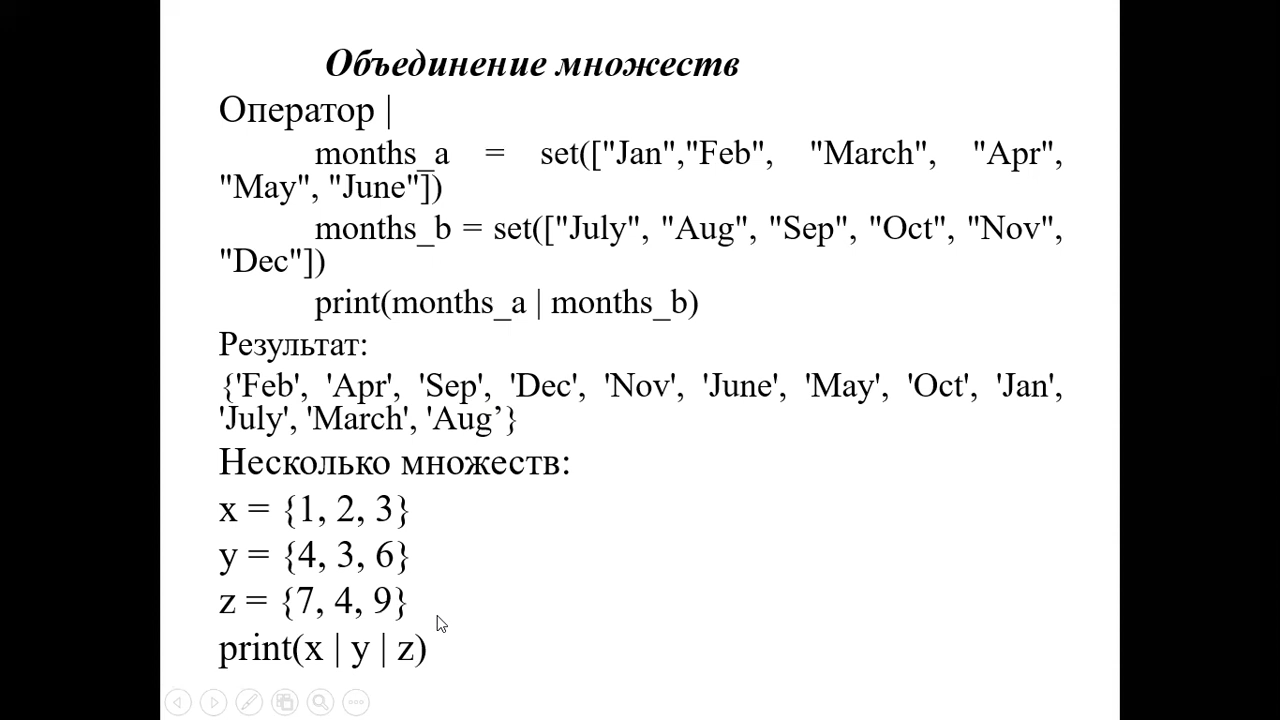 Объединение множеств
Оператор |
months_a = set(["Jan","Feb", "March", "Apr",
"May", "June"])
months_b = set(["July", "Aug", "Sep", "Oct", "Nov",
"Dec"])
print(months_a | months_b)
Результат:
{'Feb', 'Apr', 'Sep', 'Dec', 'Nov', 'June', 'May', 'Oct', 'Jan',
'July', 'March', 'Aug’}
Несколько множеств:
x = {1, 2, 3}
y = {4, 3, 6}
z = {7, 4, 9}
print(x | y | z)